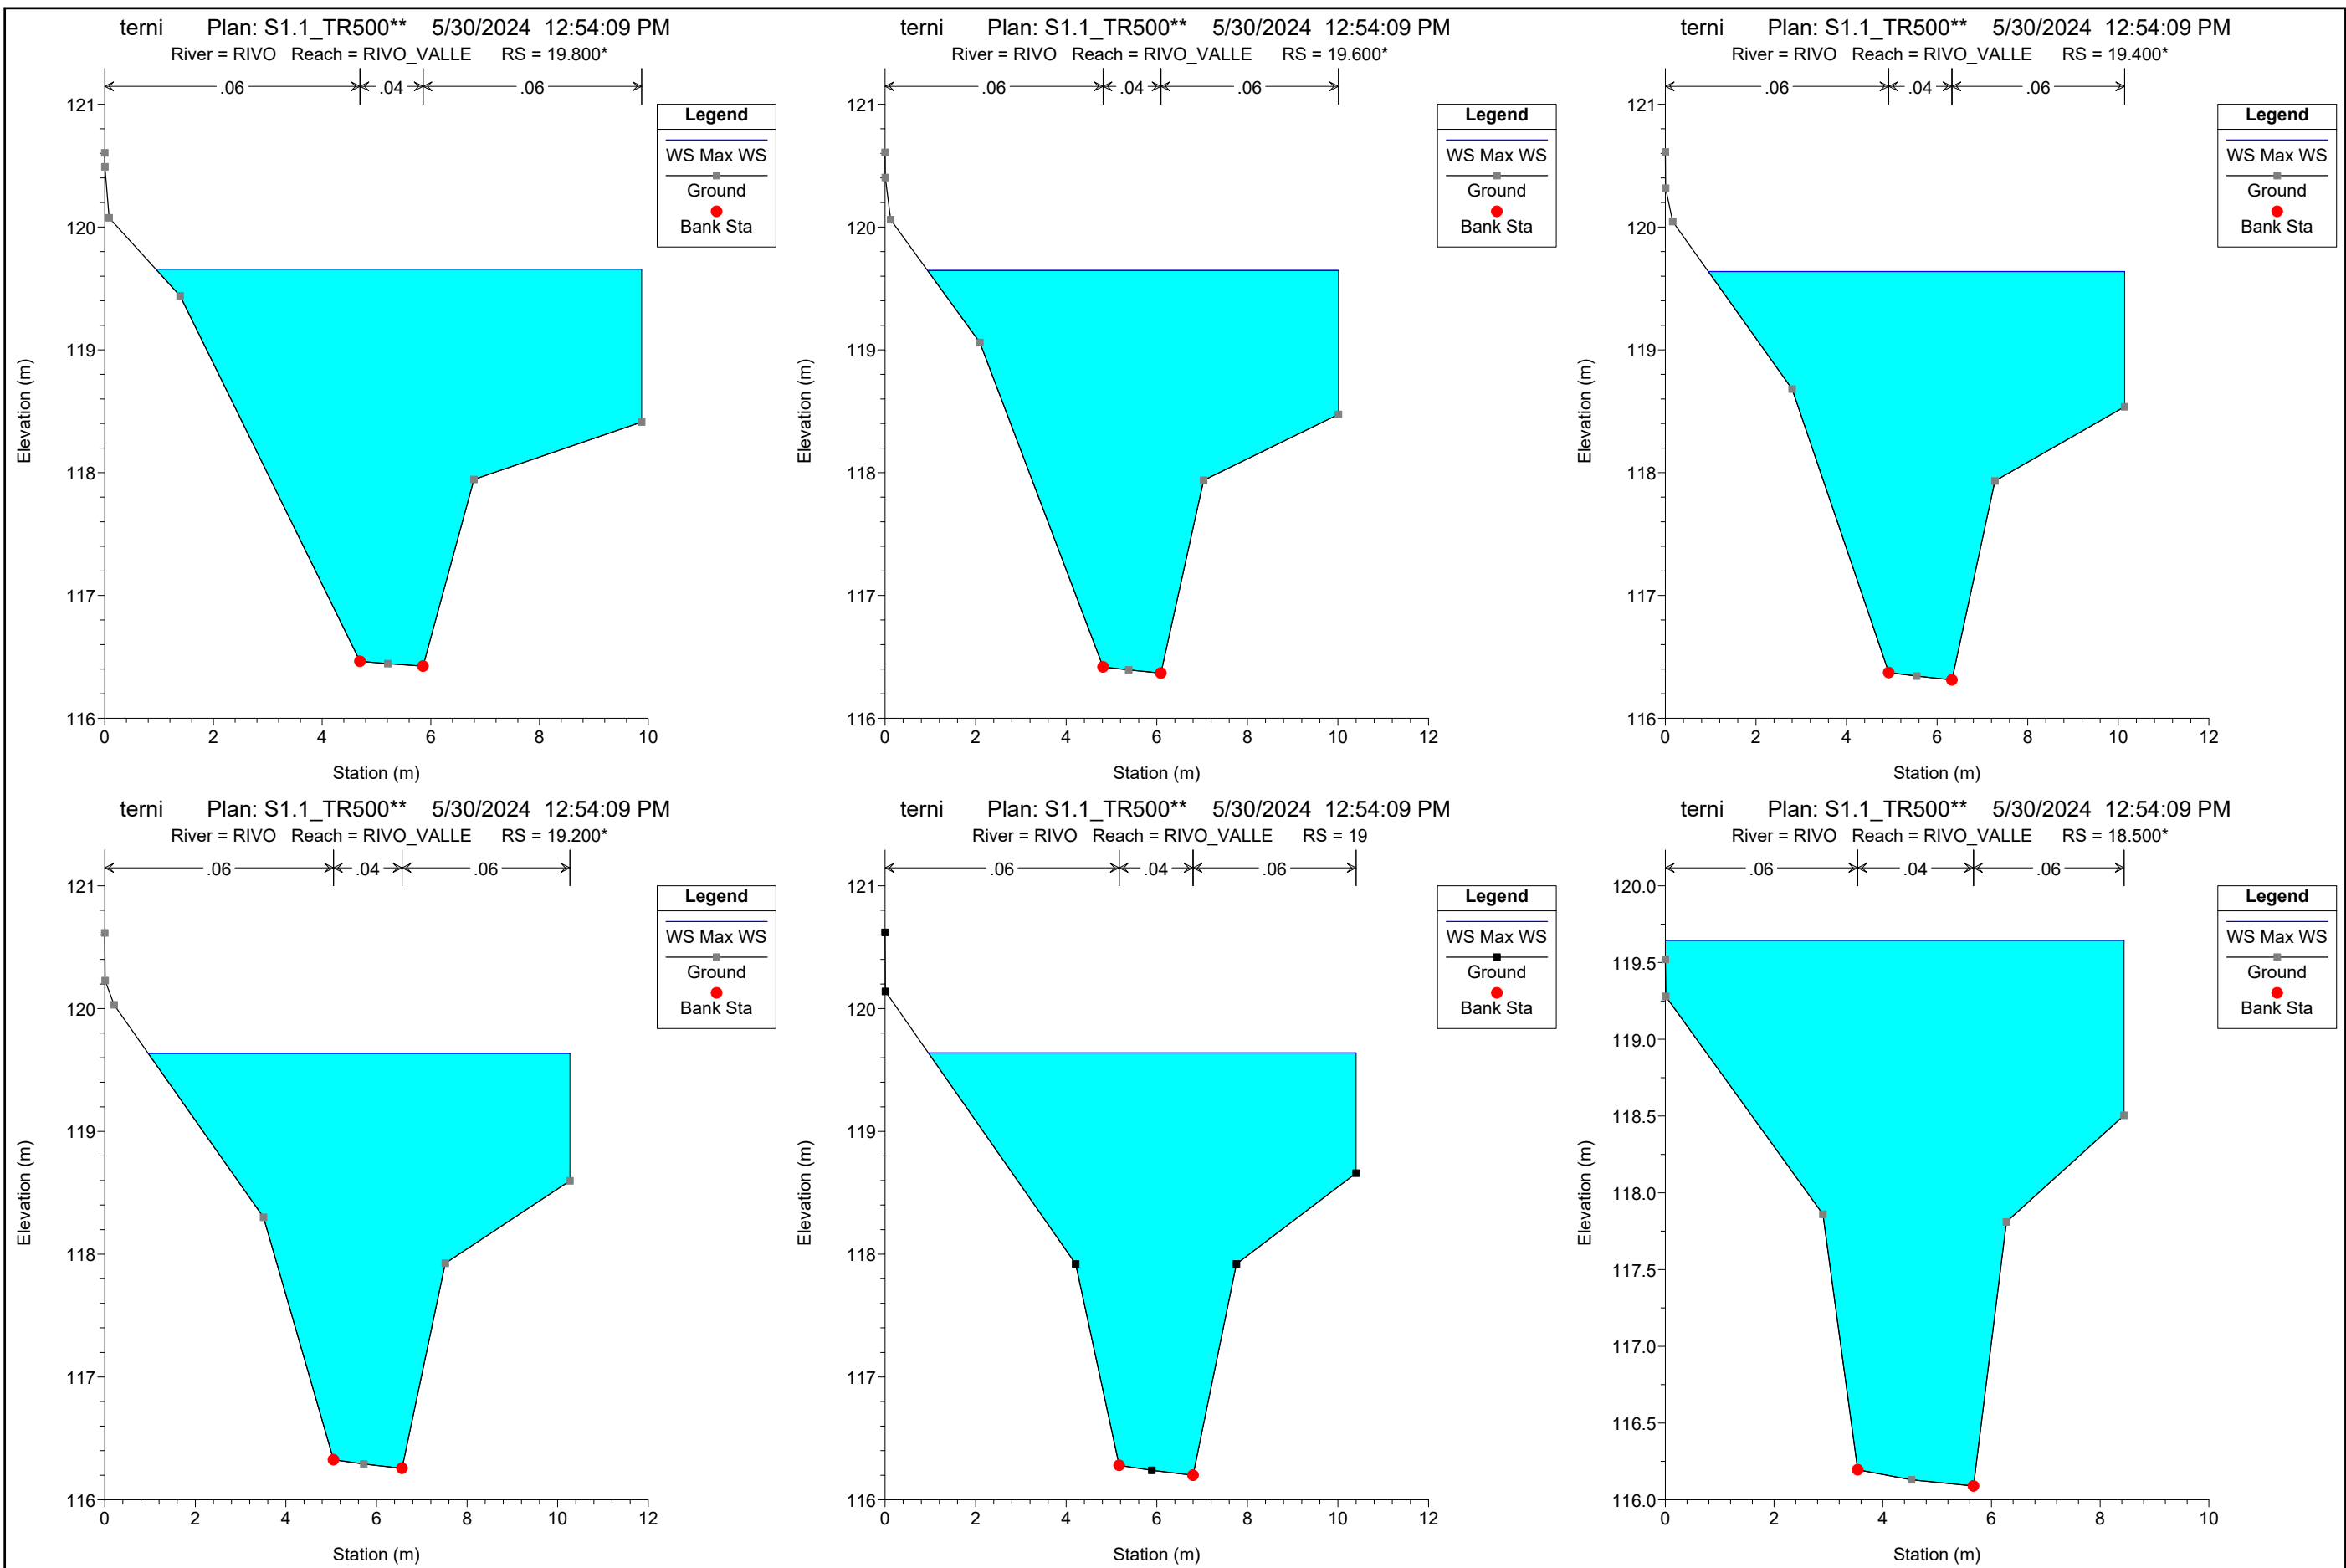 terni Plan: S1.1_TR500** 5/30/2024 12:54:09 PM
River = RIVO Reach = RIVO_VALLE RS = 19.800*
.06 .04 .06
121
120
119
118
117
116
Elevation (m)
0 2 4 6 8 10
Station (m)
Legend
WS Max WS
Ground
Bank Sta
terni Plan: S1.1_TR500** 5/30/2024 12:54:09 PM
River = RIVO Reach = RIVO_VALLE RS = 19.600*
.06 .04 .06
121
120
119
118
117
116
Elevation (m)
0 2 4 6 8 10 12
Station (m)
Legend
WS Max WS
Ground
Bank Sta
terni Plan: S1.1_TR500** 5/30/2024 12:54:09 PM
River = RIVO Reach = RIVO_VALLE RS = 19.400*
.06 .04 .06
121
120
119
118
117
116
Elevation (m)
0 2 4 6 8 10 12
Station (m)
Legend
WS Max WS
Ground
Bank Sta
terni Plan: S1.1_TR500** 5/30/2024 12:54:09 PM
River = RIVO Reach = RIVO_VALLE RS = 19.200*
.06 .04 .06
121
120
119
118
117
116
Elevation (m)
0 2 4 6 8 10 12
Station (m)
Legend
WS Max WS
Ground
Bank Sta
terni Plan: S1.1_TR500** 5/30/2024 12:54:09 PM
River = RIVO Reach = RIVO_VALLE RS = 19
.06 .04 .06
121
120
119
118
117
116
Elevation (m)
0 2 4 6 8 10 12
Station (m)
Legend
WS Max WS
Ground
Bank Sta
terni Plan: S1.1_TR500** 5/30/2024 12:54:09 PM
River = RIVO Reach = RIVO_VALLE RS = 18.500*
.06 .04 .06
120.0
119.5
119.0
118.5
118.0
117.5
117.0
116.5
116.0
Elevation (m)
0 2 4 6 8 10
Station (m)
Legend
WS Max WS
Ground
Bank Sta